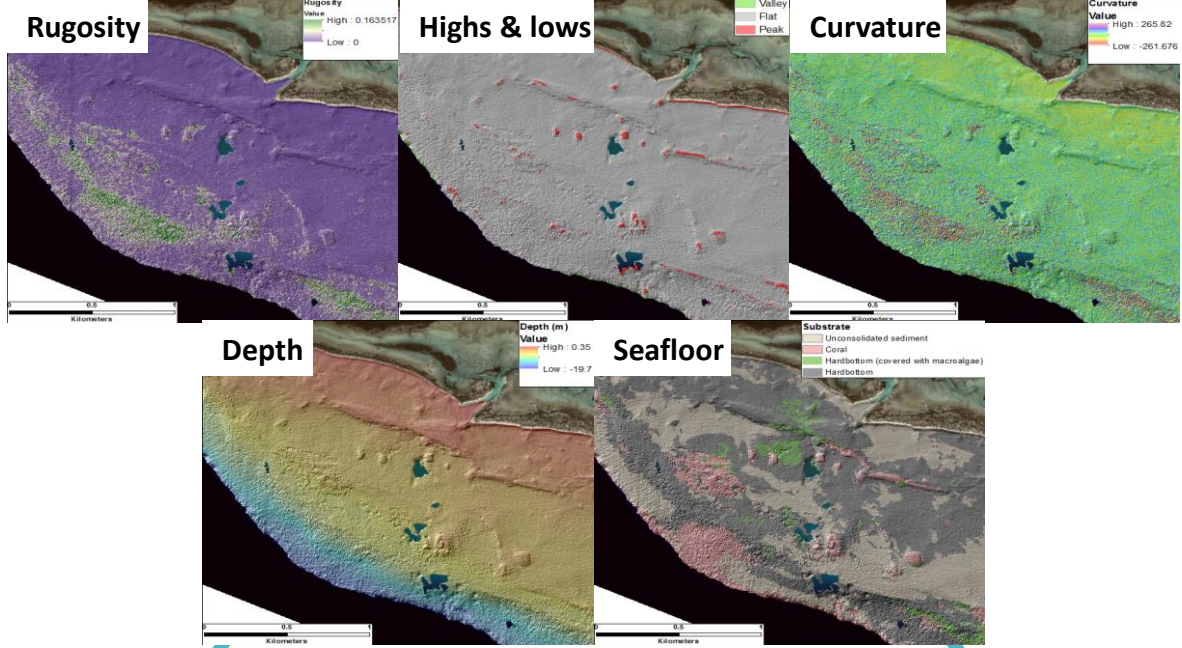 Rugosity
Rugosity
Value
High : 0.163517
Low : 0
0
0.5
1
Kilometers
Highs & lows
Valley
Flat
Peak
0
0.5
1
Kilometers
Curvature
Curvature
Value
High : 265.82
Low : -261.676
0
0.5
1
Kilometers
Depth
Depth (m)
Value
High : 0.35
Low : -19.7
0
0.5
1
Kilometers
Seafloor
Substrate
Unconsolidated sediment
Coral
Hardbottom (covered with macroalgae)
Hardbottom
0
0.5
1
Kilometers